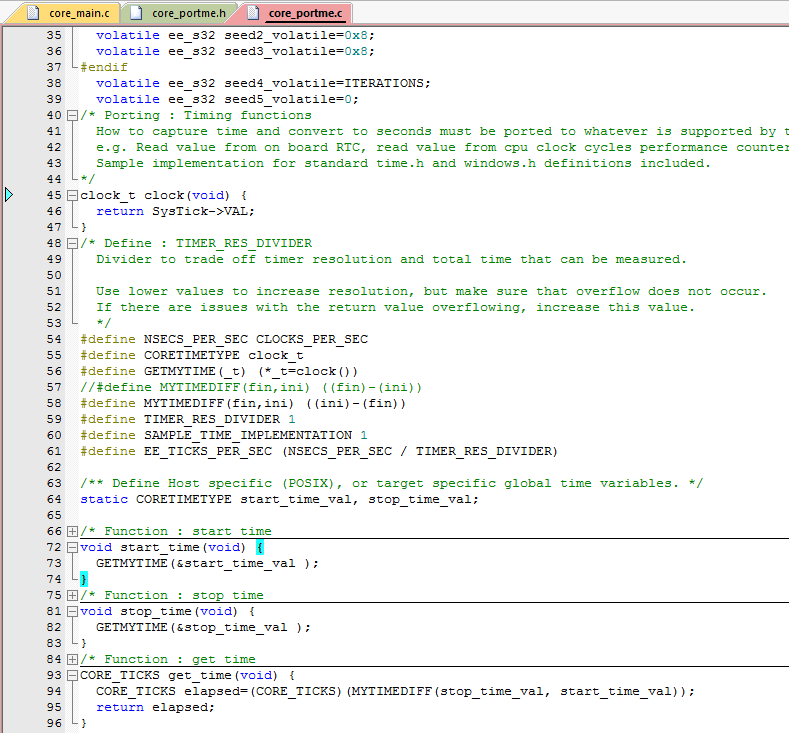 core_main.c core_portme.h core_portme.c
35 volatile ee_s32 seed2_volatile=0x8;
36 volatile ee_s32 seed3_volatile=0x8;
37 #endif
38 volatile ee_s32 seed4_volatile=ITERATIONS;
39 volatile ee_s32 seed5_volatile=0;
40 /* Porting : Timing functions
41 How to capture time and convert to seconds must be ported to whatever is supported by t
42 e.g. Read value from on board RTC, read value from cpu clock cycles performance counter
43 Sample implementation for standard time.h and windows.h definitions included.
44 */
45 clock_t clock(void) {
46 return SysTick->VAL;
47 }
48 /* Define : TIMER_RES_DIVIDER
49 Divider to trade off timer resolution and total time that can be measured.
50
51 Use lower values to increase resolution, but make sure that overflow does not occur.
52 If there are issues with the return value overflowing, increase this value.
53 */
54 #define NSECS_PER_SEC CLOCKS_PER_SEC
55 #define CORETIMETYPE clock_t
56 #define GETMYTIME(_t) (*_t=clock())
57 //#define MYTIMEDIFF(fin,ini) ((fin)-(ini))
58 #define MYTIMEDIFF(fin,ini) ((ini)-(fin))
59 #define TIMER_RES_DIVIDER 1
60 #define SAMPLE_TIME_IMPLEMENTATION 1
61 #define EE_TICKS_PER_SEC (NSECS_PER_SEC / TIMER_RES_DIVIDER)
62
63 /** Define Host specific (POSIX), or target specific global time variables. */
64 static CORETIMETYPE start_time_val, stop_time_val;
65
66 /* Function : start_time
72 void start_time(void) {
73 GETMYTIME(&start_time_val );
74 }
75 /* Function : stop_time
81 void stop_time(void) {
82 GETMYTIME(&stop_time_val );
83 }
84 /* Function : get_time
93 CORE_TICKS get_time(void) {
94 CORE_TICKS elapsed=(CORE_TICKS)(MYTIMEDIFF(stop_time_val, start_time_val));
95 return elapsed;
96 }